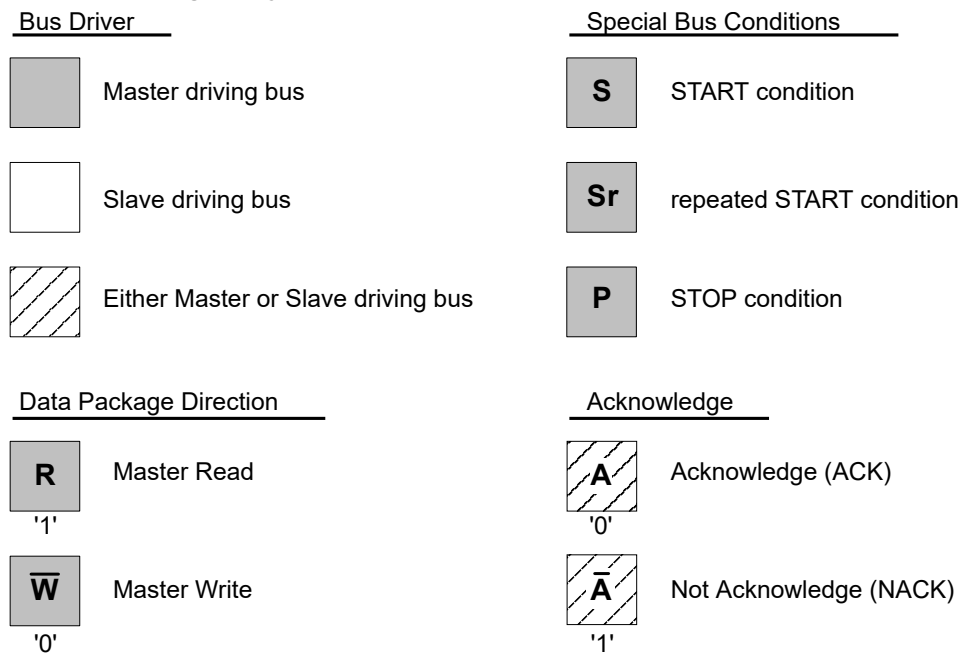 Bus Driver
Master driving bus
Slave driving bus
Either Master or Slave driving bus
Special Bus Conditions
S START condition
Sr repeated START condition
P STOP condition
Data Package Direction
R Master Read
'1'
W̅ Master Write
'0'
Acknowledge
A Acknowledge (ACK)
'0'
A̅ Not Acknowledge (NACK)
'1'